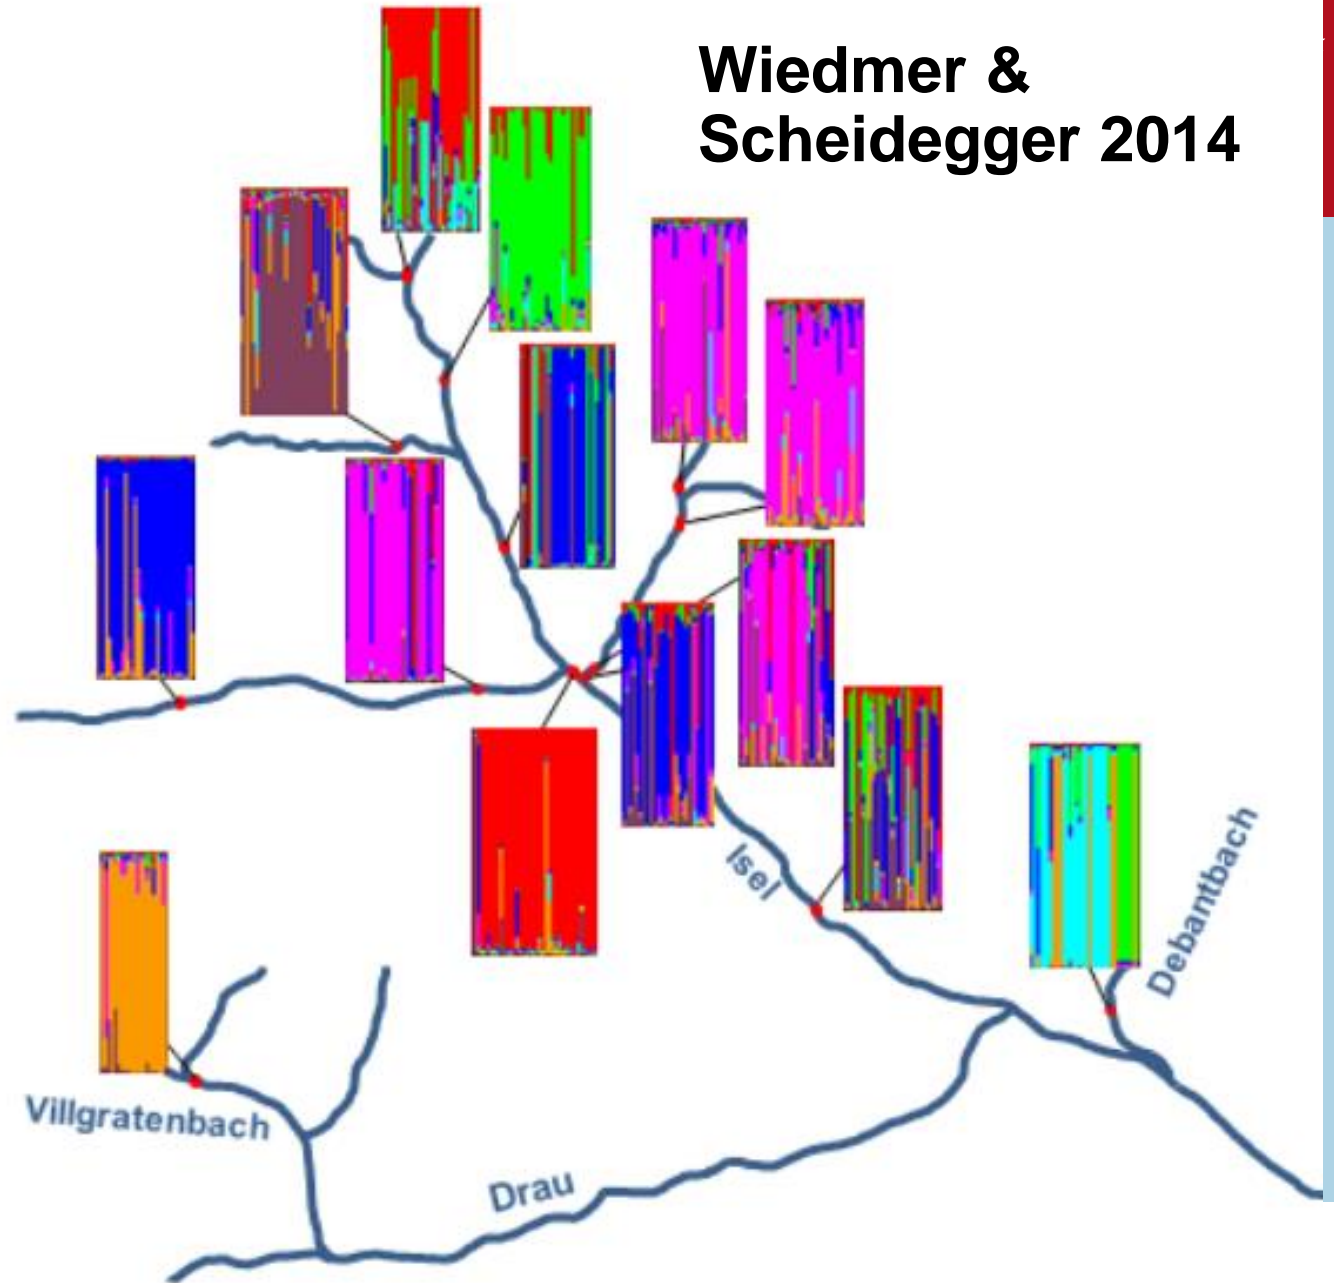 Wiedmer &
Scheidegger 2014
Isel
Debantbach
Villgratenbach
Drau